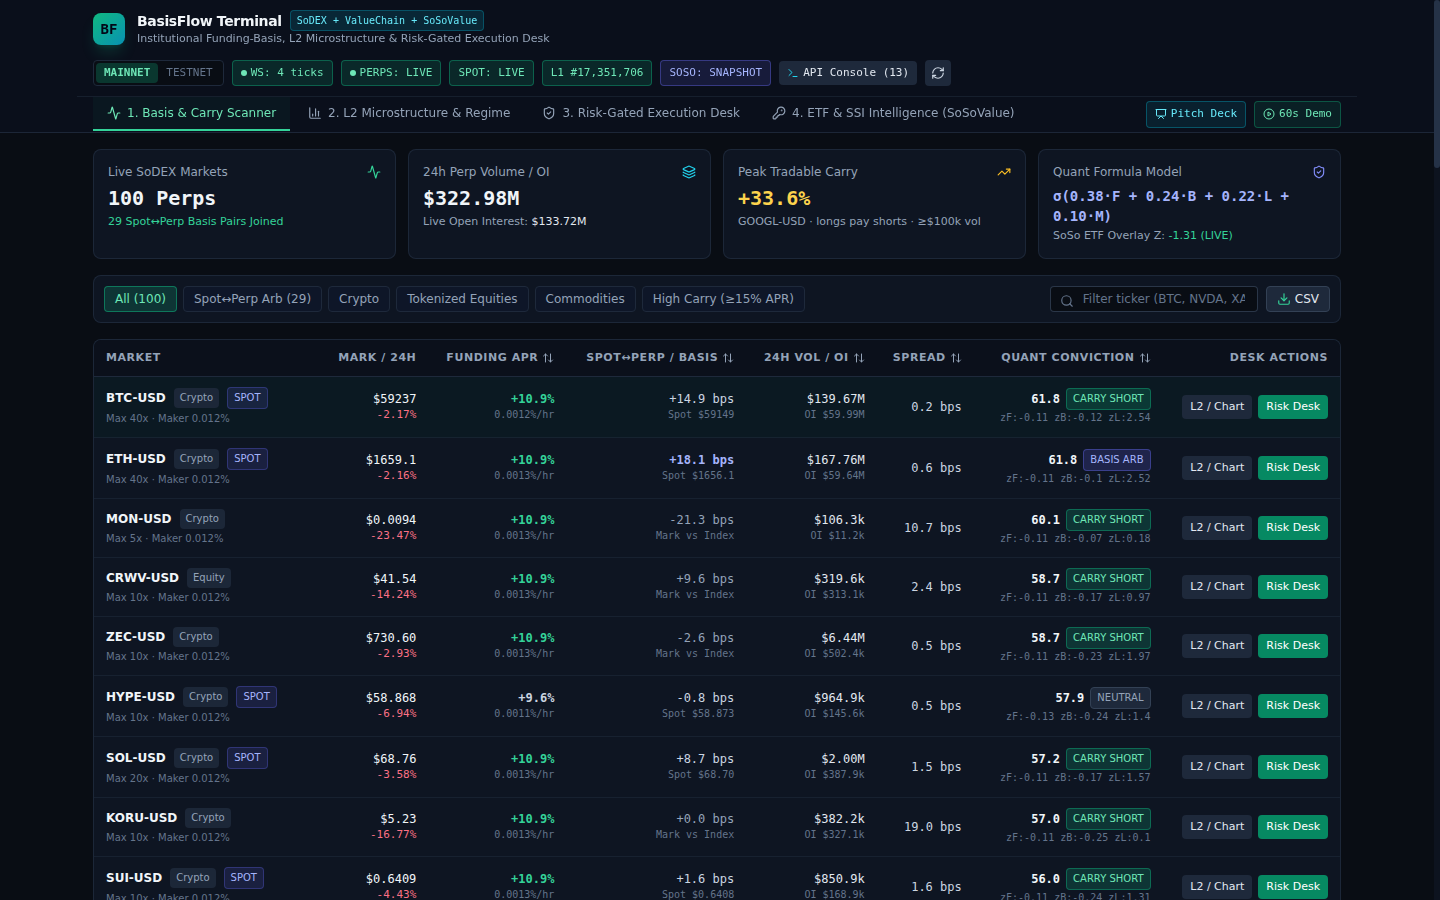 BF
BasisFlow Terminal
SoDEX + ValueChain + SoSoValue
Institutional Funding-Basis, L2 Microstructure & Risk-Gated Execution Desk
MAINNET TESTNET WS: 4 ticks PERPS: LIVE SPOT: LIVE L1 #17,351,706 SOSO: SNAPSHOT API Console (13)
1. Basis & Carry Scanner 2. L2 Microstructure & Regime 3. Risk-Gated Execution Desk 4. ETF & SSI Intelligence (SoSoValue) Pitch Deck 60s Demo
Live SoDEX Markets
100 Perps
29 Spot↔Perp Basis Pairs Joined
24h Perp Volume / OI
$322.98M
Live Open Interest: $133.72M
Peak Tradable Carry
+33.6%
GOOGL-USD · longs pay shorts · ≥$100k vol
Quant Formula Model
σ(0.38·F + 0.24·B + 0.22·L +
0.10·M)
SoSo ETF Overlay Z: -1.31 (LIVE)
All (100) Spot↔Perp Arb (29) Crypto Tokenized Equities Commodities High Carry (≥15% APR) Filter ticker (BTC, NVDA, XA CSV
MARKET MARK / 24H FUNDING APR SPOT↔PERP / BASIS 24H VOL / OI SPREAD QUANT CONVICTION DESK ACTIONS
BTC-USD Crypto SPOT $59237 +10.9% +14.9 bps $139.67M 0.2 bps 61.8 CARRY SHORT L2 / Chart Risk Desk
Max 40x · Maker 0.012% -2.17% 0.0012%/hr Spot $59149 OI $59.99M zF:-0.11 zB:-0.12 zL:2.54
ETH-USD Crypto SPOT $1659.1 +10.9% +18.1 bps $167.76M 0.6 bps 61.8 BASIS ARB L2 / Chart Risk Desk
Max 40x · Maker 0.012% -2.16% 0.0013%/hr Spot $1656.1 OI $59.64M zF:-0.11 zB:-0.1 zL:2.52
MON-USD Crypto $0.0094 +10.9% -21.3 bps $106.3k 10.7 bps 60.1 CARRY SHORT L2 / Chart Risk Desk
Max 5x · Maker 0.012% -23.47% 0.0013%/hr Mark vs Index OI $11.2k zF:-0.11 zB:-0.07 zL:0.18
CRWV-USD Equity $41.54 +10.9% +9.6 bps $319.6k 2.4 bps 58.7 CARRY SHORT L2 / Chart Risk Desk
Max 10x · Maker 0.012% -14.24% 0.0013%/hr Mark vs Index OI $313.1k zF:-0.11 zB:-0.17 zL:0.97
ZEC-USD Crypto $730.60 +10.9% -2.6 bps $6.44M 0.5 bps 58.7 CARRY SHORT L2 / Chart Risk Desk
Max 10x · Maker 0.012% -2.93% 0.0013%/hr Mark vs Index OI $502.4k zF:-0.11 zB:-0.23 zL:1.97
HYPE-USD Crypto SPOT $58.868 +9.6% -0.8 bps $964.9k 0.5 bps 57.9 NEUTRAL L2 / Chart Risk Desk
Max 10x · Maker 0.012% -6.94% 0.0011%/hr Spot $58.873 OI $145.6k zF:-0.13 zB:-0.24 zL:1.4
SOL-USD Crypto SPOT $68.76 +10.9% +8.7 bps $2.00M 1.5 bps 57.2 CARRY SHORT L2 / Chart Risk Desk
Max 20x · Maker 0.012% -3.58% 0.0013%/hr Spot $68.70 OI $387.9k zF:-0.11 zB:-0.17 zL:1.57
KORU-USD Crypto $5.23 +10.9% +0.0 bps $382.2k 19.0 bps 57.0 CARRY SHORT L2 / Chart Risk Desk
Max 10x · Maker 0.012% -16.77% 0.0013%/hr Mark vs Index OI $327.1k zF:-0.11 zB:-0.25 zL:0.1
SUI-USD Crypto SPOT $0.6409 +10.9% +1.6 bps $850.9k 1.6 bps 56.0 CARRY SHORT L2 / Chart Risk Desk
Max 10x · Maker 0.012% -4.43% 0.0013%/hr Spot $0.6408 OI $168.9k zF:-0.11 zB:-0.24 zL:1.31